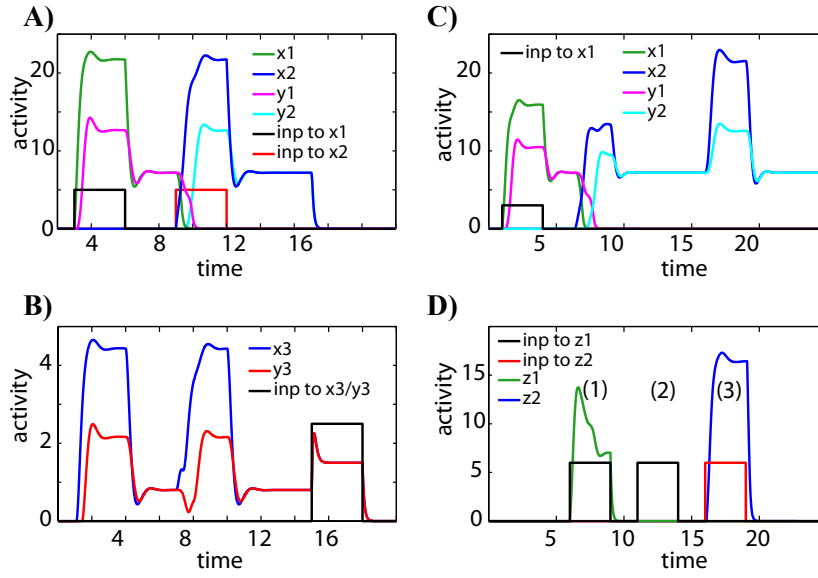 A)
20
10
0
activity
4
8
12
16
time
x1
x2
y1
y2
inp to x1
inp to x2
C)
20
10
0
activity
5
10
15
20
time
inp to x1
x1
x2
y1
y2
B)
4
2
0
activity
4
8
12
16
time
x3
y3
inp to x3/y3
D)
15
10
5
0
activity
5
10
15
20
time
inp to z1
inp to z2
z1
z2
(1)
(2)
(3)